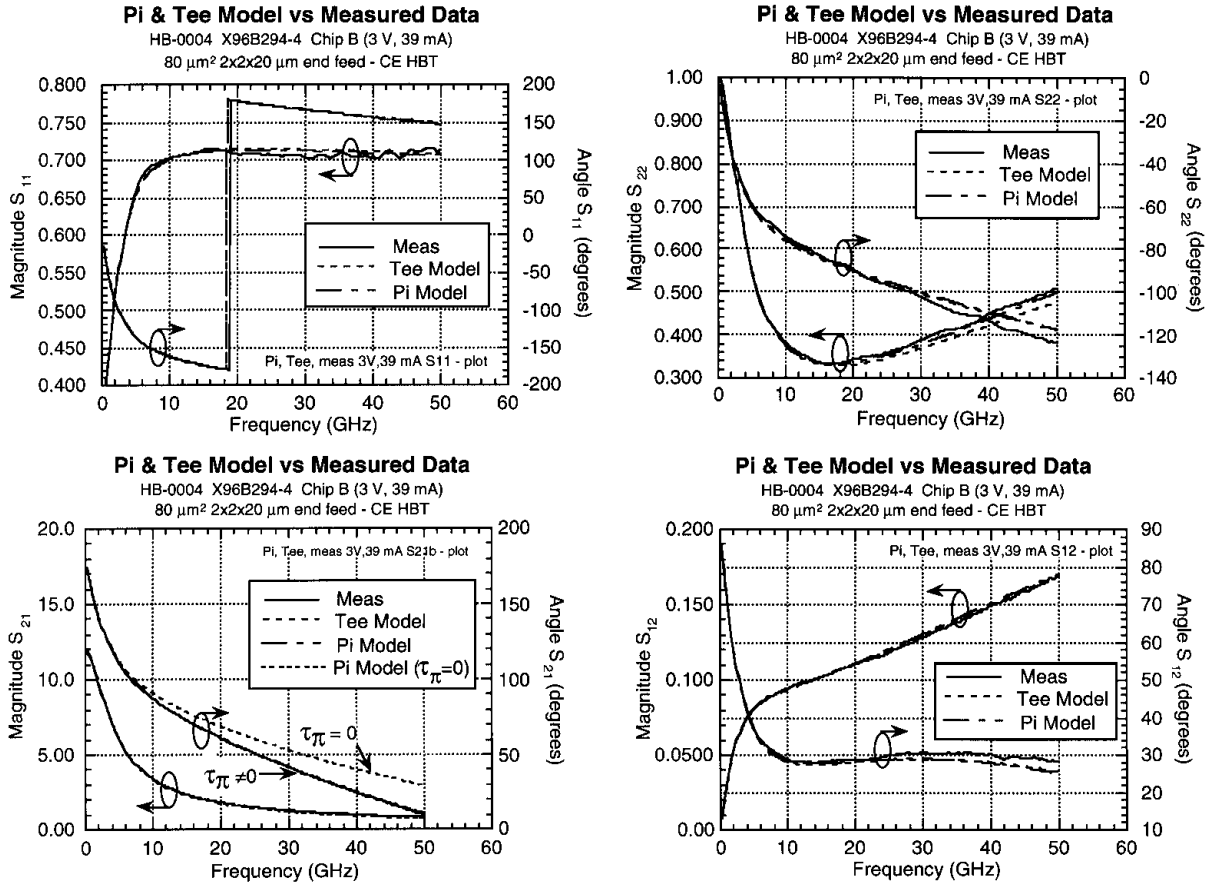 Pi & Tee Model vs Measured Data
HB-0004 X96B294-4 Chip B (3 V, 39 mA)
80 μm² 2x2x20 μm end feed - CE HBT
0.800
0.750
0.700
0.650
0.600
0.550
0.500
0.450
0.400
Magnitude S₁₁
200
150
100
50
0
-50
-100
-150
-200
Angle S₁₁ (degrees)
Meas
Tee Model
Pi Model
Pi, Tee, meas 3V,39 mA S11 - plot
0 10 20 30 40 50 60
Frequency (GHz)
Pi & Tee Model vs Measured Data
HB-0004 X96B294-4 Chip B (3 V, 39 mA)
80 μm² 2x2x20 μm end feed - CE HBT
1.00
0.900
0.800
0.700
0.600
0.500
0.400
0.300
Magnitude S₂₂
0
-20
-40
-60
-80
-100
-120
-140
Angle S₂₂ (degrees)
Pi, Tee, meas 3V,39 mA S22 - plot
Meas
Tee Model
Pi Model
0 10 20 30 40 50 60
Frequency (GHz)
Pi & Tee Model vs Measured Data
HB-0004 X96B294-4 Chip B (3 V, 39 mA)
80 μm² 2x2x20 μm end feed - CE HBT
20.0
15.0
10.0
5.00
0.00
Magnitude S₂₁
200
150
100
50
0
Angle S₂₁ (degrees)
Pi, Tee, meas 3V,39 mA S21b - plot
Meas
Tee Model
Pi Model
Pi Model (τπ=0)
τπ = 0
τπ ≠0
0 10 20 30 40 50 60
Frequency (GHz)
Pi & Tee Model vs Measured Data
HB-0004 X96B294-4 Chip B (3 V, 39 mA)
80 μm² 2x2x20 μm end feed - CE HBT
0.200
0.150
0.100
0.0500
0.00
Magnitude S₁₂
90
80
70
60
50
40
30
20
10
Angle S₁₂ (degrees)
Pi, Tee, meas 3V,39 mA S12 - plot
Meas
Tee Model
Pi Model
0 10 20 30 40 50 60
Frequency (GHz)